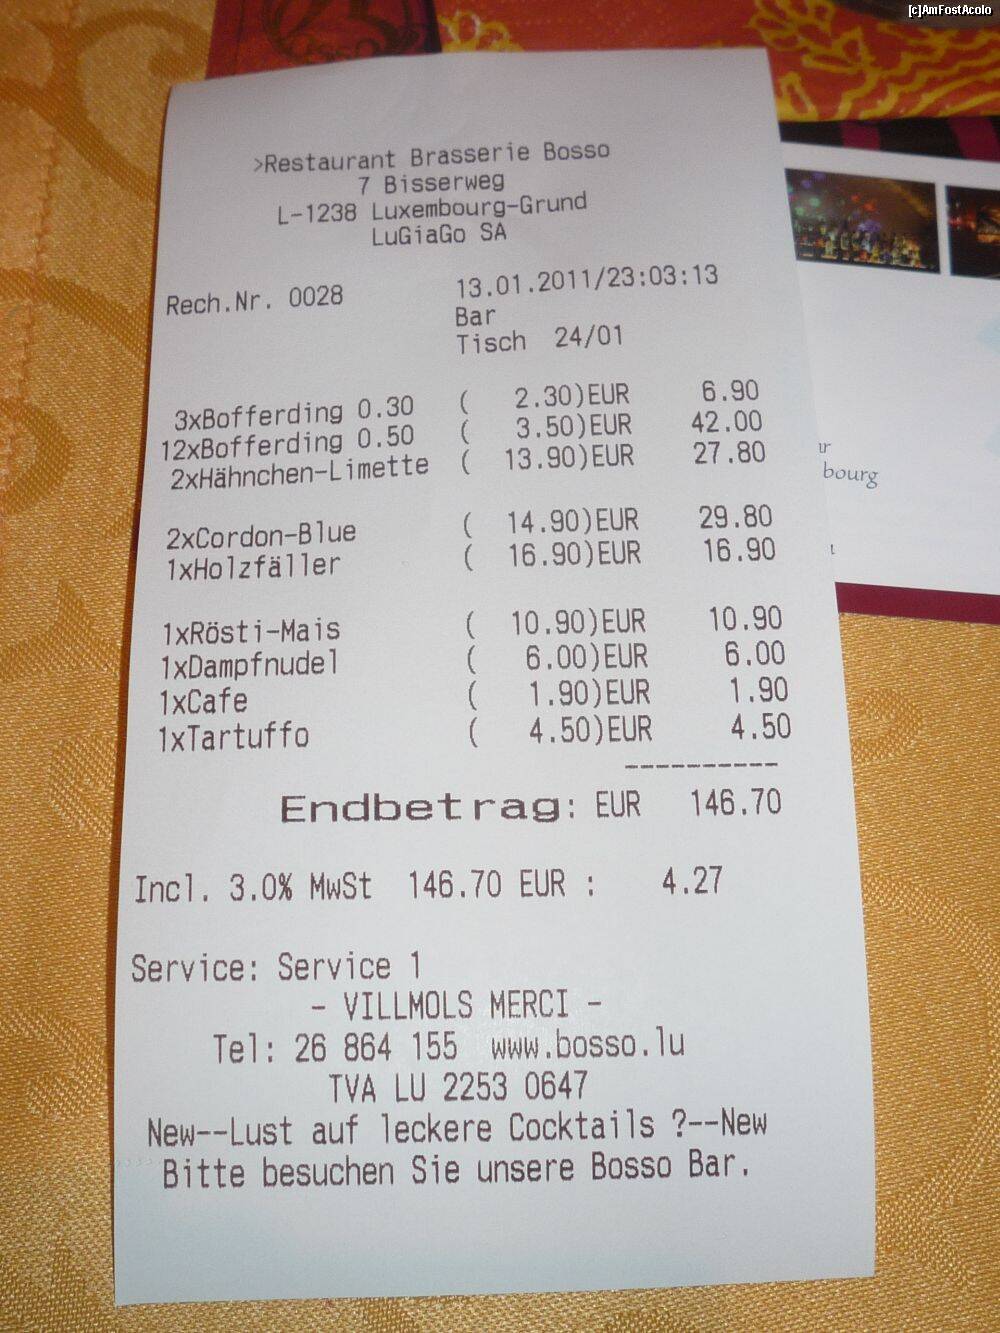 [c]AmFostAcolo
Bosso
>Restaurant Brasserie Bosso
7 Bisserweg
L-1238 Luxembourg-Grund
LuGiaGo SA
Rech.Nr. 0028 13.01.2011/23:03:13
Bar
Tisch 24/01
3xBofferding 0.30 ( 2.30)EUR 6.90
12xBofferding 0.50 ( 3.50)EUR 42.00
2xHähnchen-Limette ( 13.90)EUR 27.80
2xCordon-Blue ( 14.90)EUR 29.80
1xHolzfäller ( 16.90)EUR 16.90
1xRösti-Mais ( 10.90)EUR 10.90
1xDampfnudel ( 6.00)EUR 6.00
1xCafe ( 1.90)EUR 1.90
1xTartuffo ( 4.50)EUR 4.50
----------
Endbetrag: EUR 146.70
Incl. 3.0% MwSt 146.70 EUR : 4.27
Service: Service 1
- VILLMOLS MERCI -
Tel: 26 864 155 www.bosso.lu
TVA LU 2253 0647
New--Lust auf leckere Cocktails ?--New
Bitte besuchen Sie unsere Bosso Bar.
ur
bourg